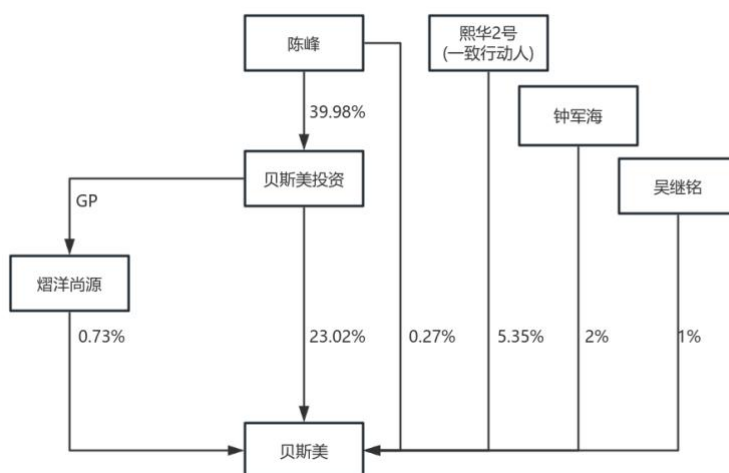 陈峰
熙华2号
(一致行动人)
39.98%
钟军海
贝斯美投资
吴继铭
GP
熠洋尚源
0.73%
23.02%
0.27%
5.35%
2%
1%
贝斯美